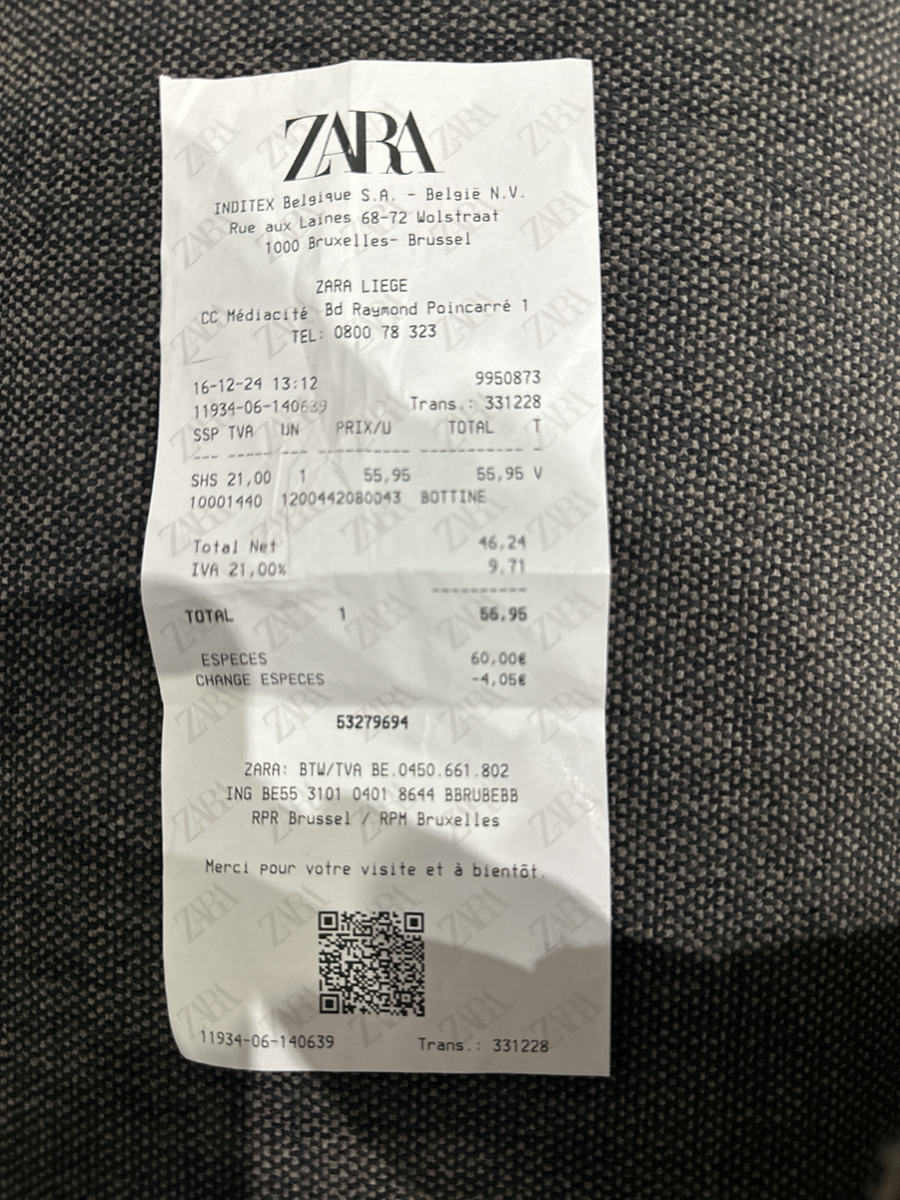 ZARA
INDITEX Belgique S.A. - België N.V.
Rue aux Laines 68-72 Wolstraat
1000 Bruxelles- Brussel
ZARA LIEGE
CC Médiacité Bd Raymond Poincarré 1
TEL: 0800 78 323
16-12-24 13:12 9950873
11934-06-140639 Trans.: 331228
SSP TVA UN PRIX/U TOTAL T
--- ----- --- -------- ----------- -
SHS 21,00 1 55,95 55,95 V
10001440 1200442080043 BOTTINE
Total Net 46,24
IVA 21,00% 9,71
----------
TOTAL 1 55,95
ESPECES 60,00€
CHANGE ESPECES -4,05€
53279694
ZARA: BTW/TVA BE.0450.661.802
ING BE55 3101 0401 8644 BBRUBEBB
RPR Brussel / RPM Bruxelles
Merci pour votre visite et à bientôt.
11934-06-140639 Trans.: 331228